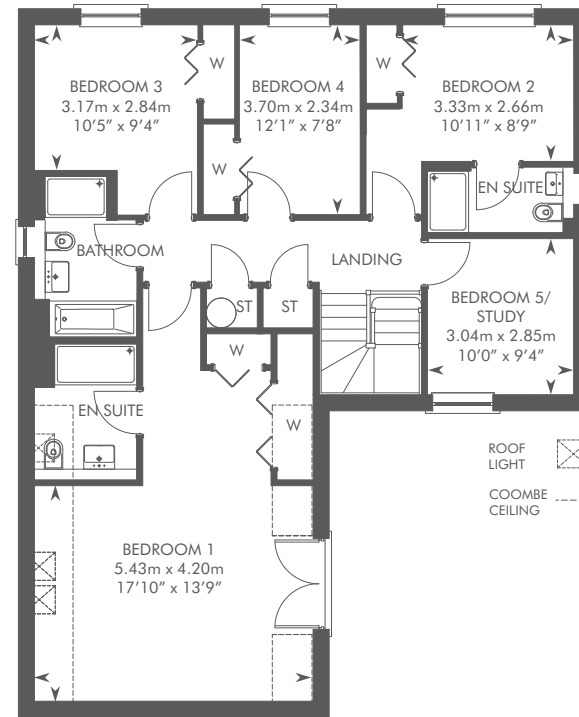 BEDROOM 3
3.17m x 2.84m
10’5” x 9’4”
W
W
BEDROOM 4
3.70m x 2.34m
12’1” x 7’8”
W
BEDROOM 2
3.33m x 2.66m
10’11” x 8’9”
EN SUITE
BATHROOM
LANDING
ST
ST
BEDROOM 5/
STUDY
3.04m x 2.85m
10’0” x 9’4”
W
W
EN SUITE
ROOF
LIGHT
COOMBE
CEILING
BEDROOM 1
5.43m x 4.20m
17’10” x 13’9”